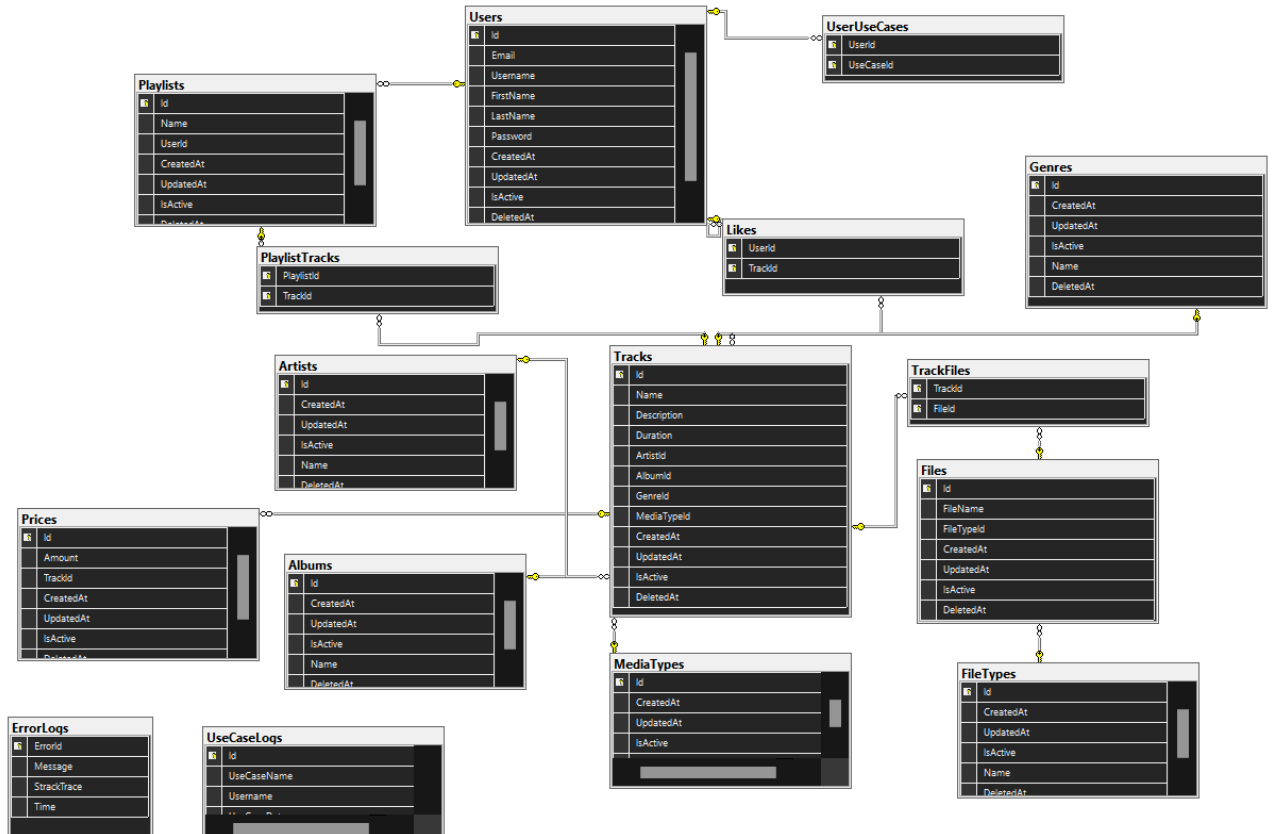 Users
Id
Email
Username
FirstName
LastName
Password
CreatedAt
UpdatedAt
IsActive
DeletedAt
UserUseCases
UserId
UseCaseId
Playlists
Id
Name
UserId
CreatedAt
UpdatedAt
IsActive
DeletedAt
Genres
Id
CreatedAt
UpdatedAt
IsActive
Name
DeletedAt
Likes
UserId
TrackId
PlaylistTracks
PlaylistId
TrackId
Artists
Id
CreatedAt
UpdatedAt
IsActive
Name
DeletedAt
Tracks
Id
Name
Description
Duration
ArtistId
AlbumId
GenreId
MediaTypeId
CreatedAt
UpdatedAt
IsActive
DeletedAt
TrackFiles
TrackId
FileId
Files
Id
FileName
FileTypeId
CreatedAt
UpdatedAt
IsActive
DeletedAt
Prices
Id
Amount
TrackId
CreatedAt
UpdatedAt
IsActive
DeletedAt
Albums
Id
CreatedAt
UpdatedAt
IsActive
Name
DeletedAt
MediaTypes
Id
CreatedAt
UpdatedAt
IsActive
FileTypes
Id
CreatedAt
UpdatedAt
IsActive
Name
DeletedAt
ErrorLogs
ErrorId
Message
StrackTrace
Time
UseCaseLogs
Id
UseCaseName
Username